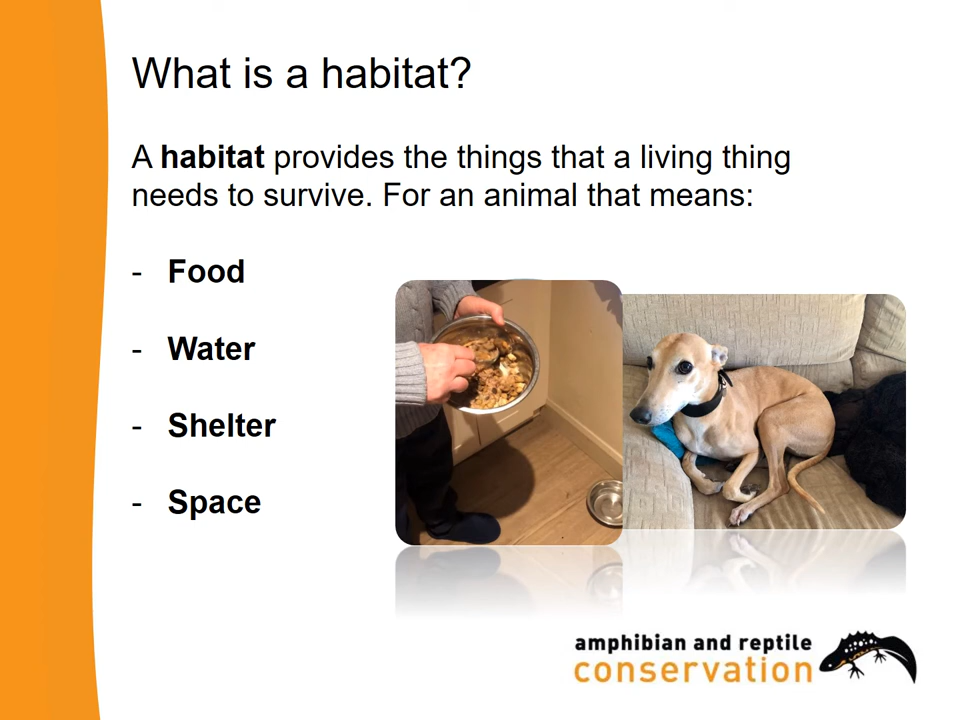 What is a habitat?
A habitat provides the things that a living thing
needs to survive. For an animal that means:
- Food
- Water
- Shelter
- Space
amphibian and reptile
conservation